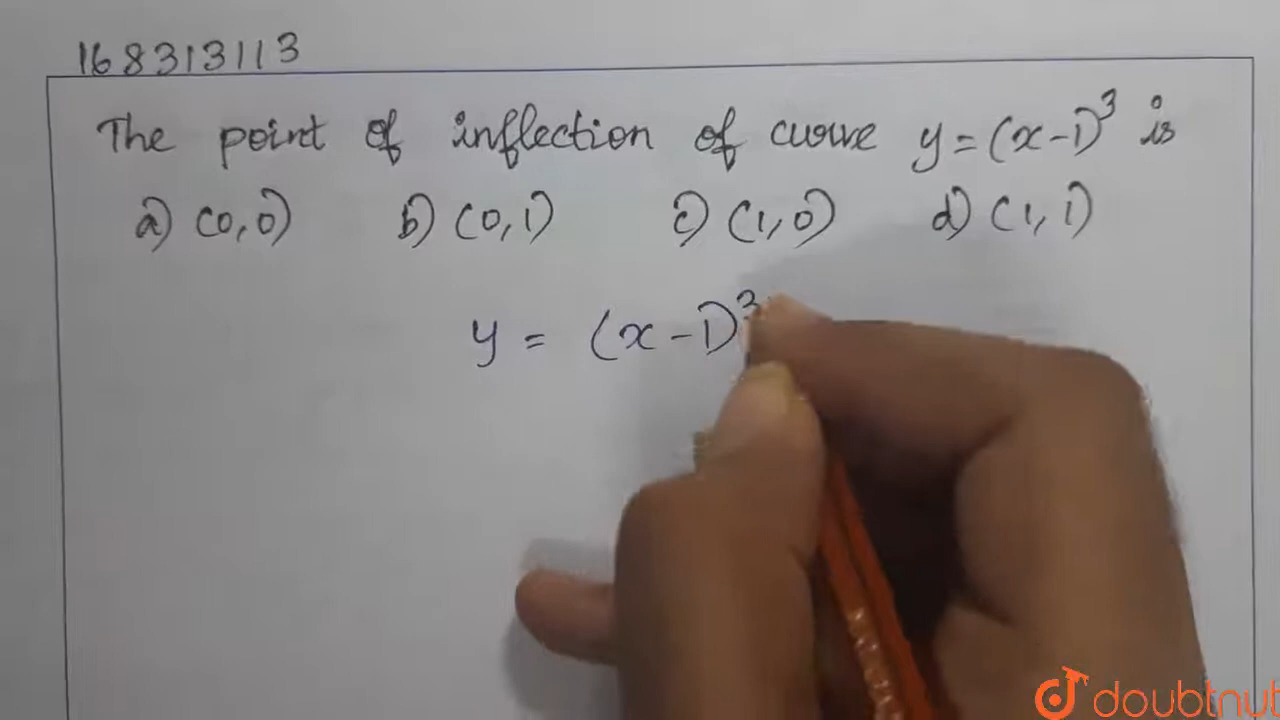 168313113
The point of inflection of curve y = (x-1)³ is
a) (0,0) b) (0,1) c) (1,0) d) (1,1)
y = (x-1)³
doubtnut